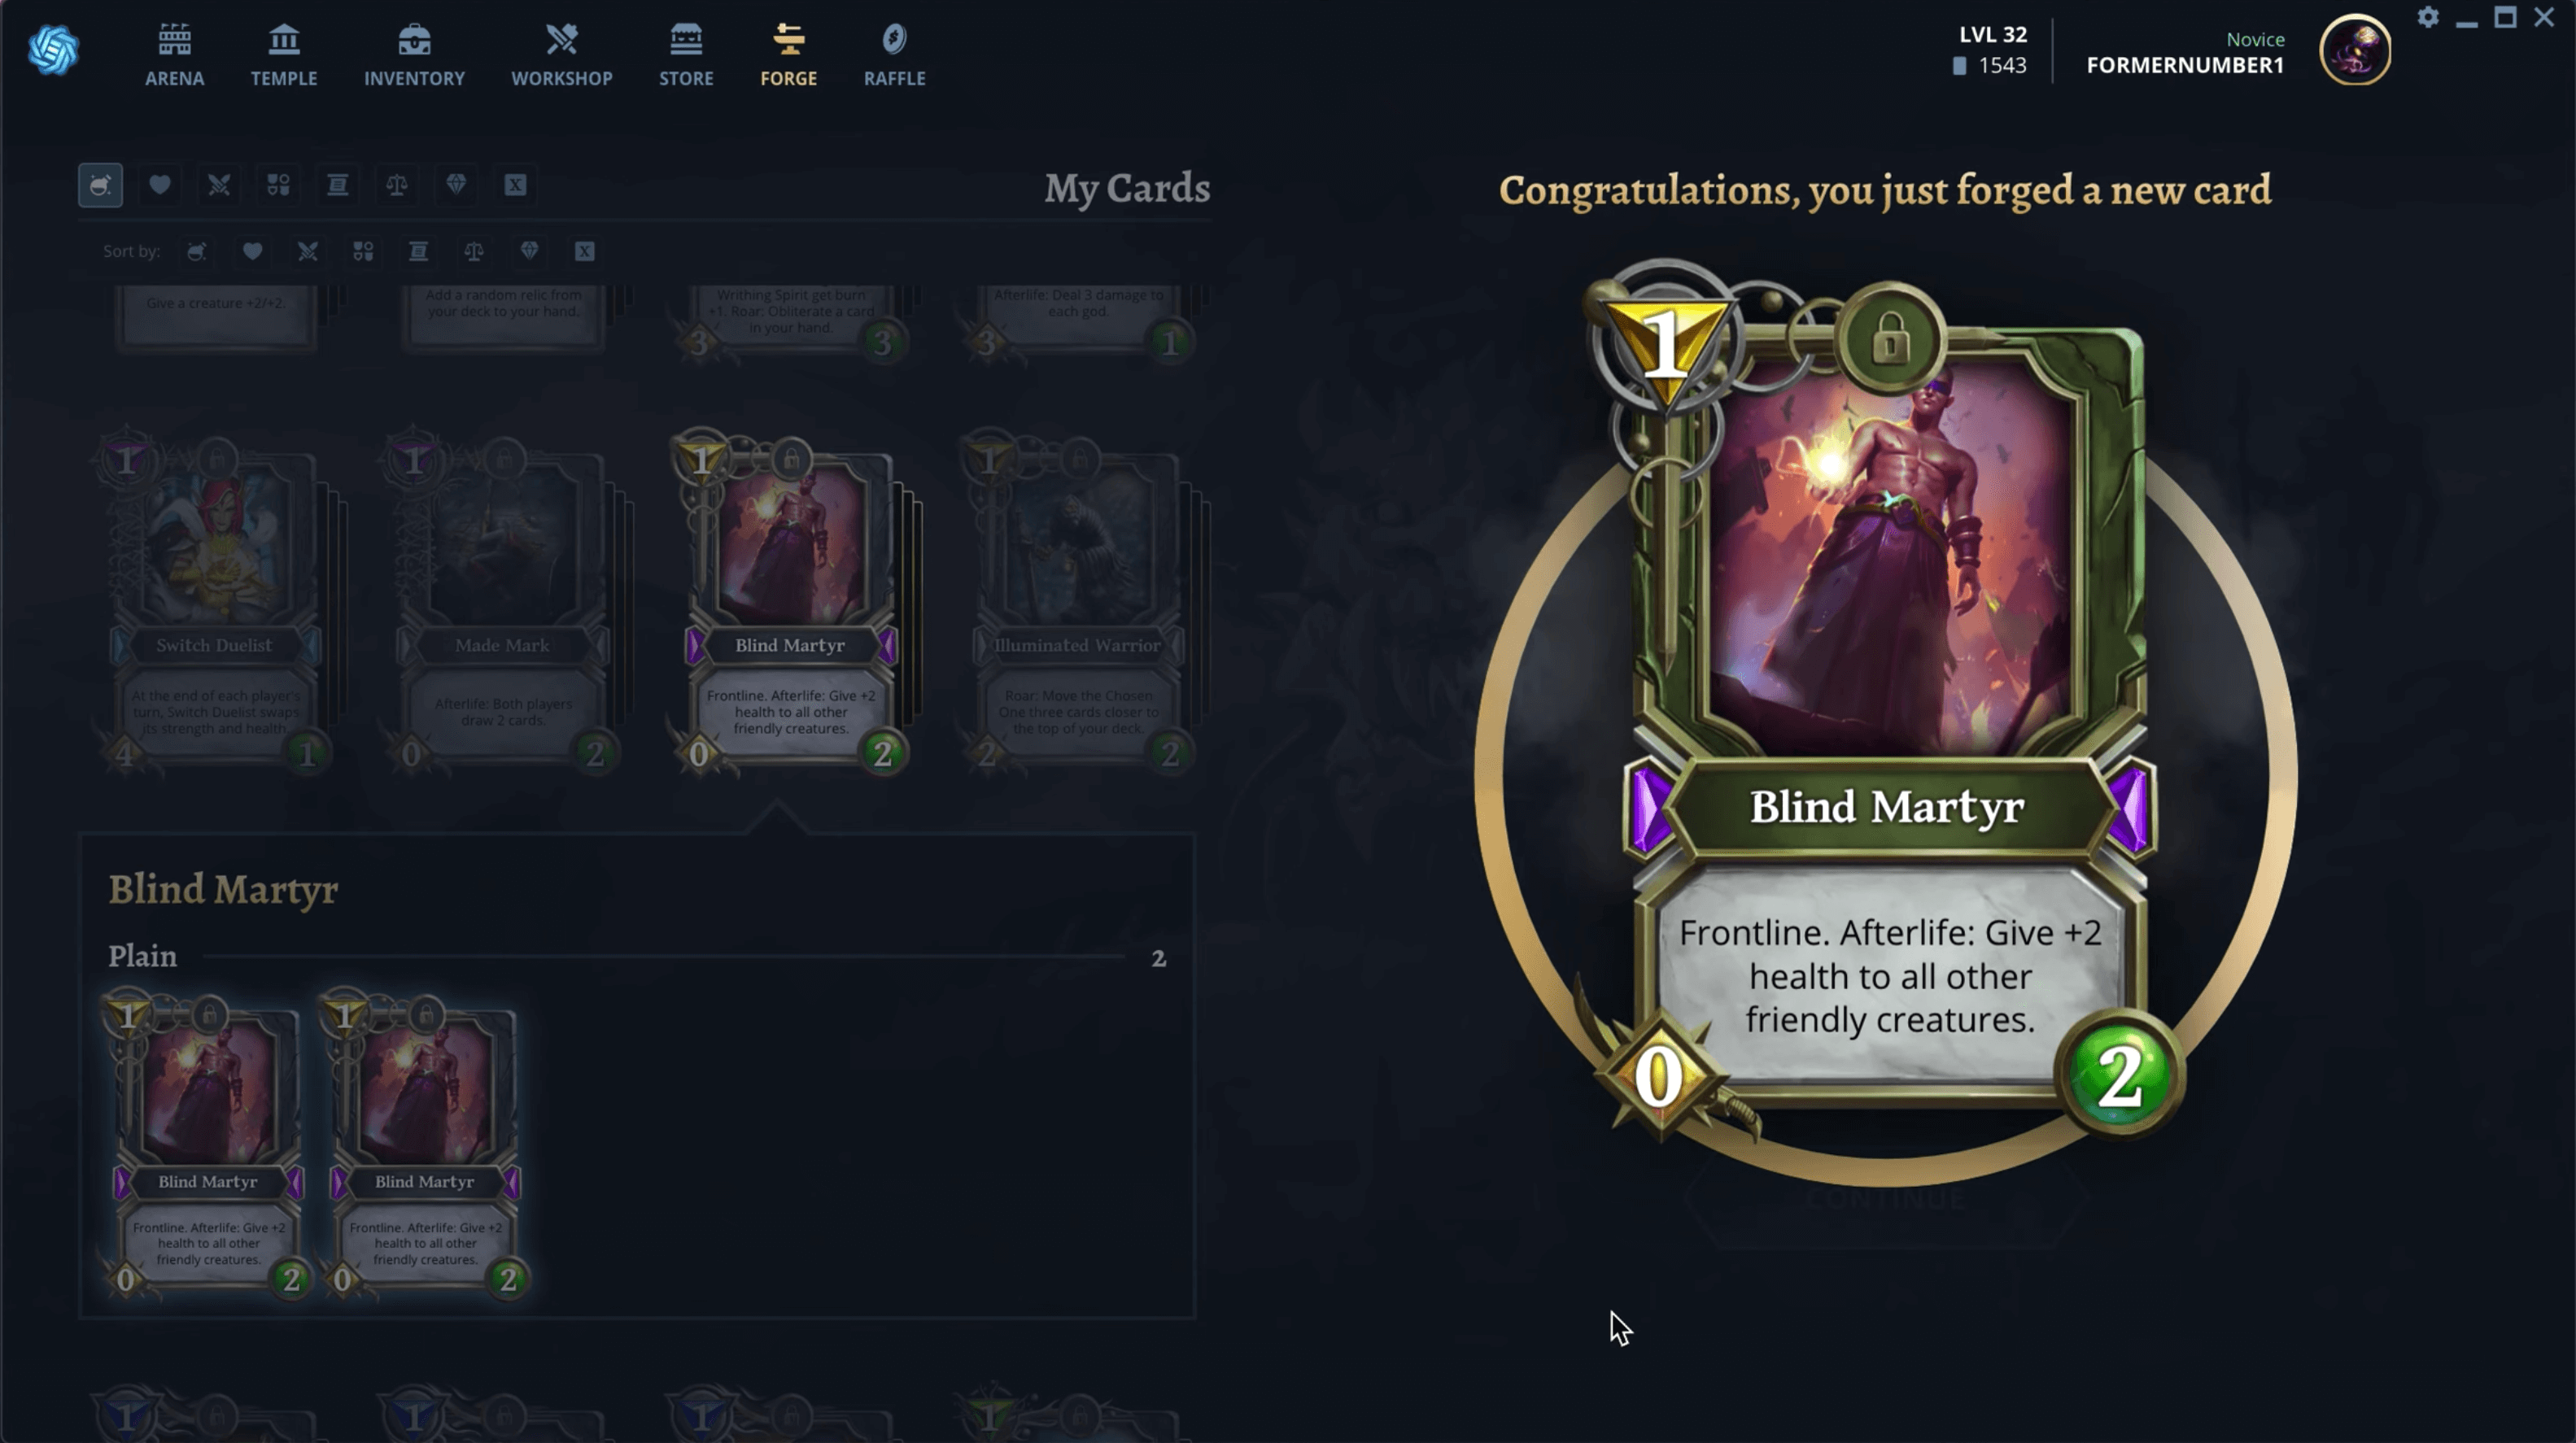 ARENA
TEMPLE
INVENTORY
WORKSHOP
STORE
FORGE
RAFFLE
LVL 32
1543
Novice
FORMERNUMBER1
X
My Cards
Sort by:
X
Give a creature +2/+2.
Add a random relic from
your deck to your hand.
Writhing Spirit get burn
+1. Roar: Obliterate a card
in your hand.
3
3
Afterlife: Deal 3 damage to
each god.
3
1
1
Switch Duelist
At the end of each player's
turn, Switch Duelist swaps
its strength and health.
4
1
1
Made Mark
Afterlife: Both players
draw 2 cards.
0
2
1
Blind Martyr
Frontline. Afterlife: Give +2
health to all other
friendly creatures.
0
2
1
Illuminated Warrior
Roar: Move the Chosen
One three cards closer to
the top of your deck.
2
2
Blind Martyr
Plain
2
1
Blind Martyr
Frontline. Afterlife: Give +2
health to all other
friendly creatures.
0
2
1
Blind Martyr
Frontline. Afterlife: Give +2
health to all other
friendly creatures.
0
2
1
1
1
1
Congratulations, you just forged a new card
1
Blind Martyr
Frontline. Afterlife: Give +2
health to all other
friendly creatures.
0
2
CONTINUE